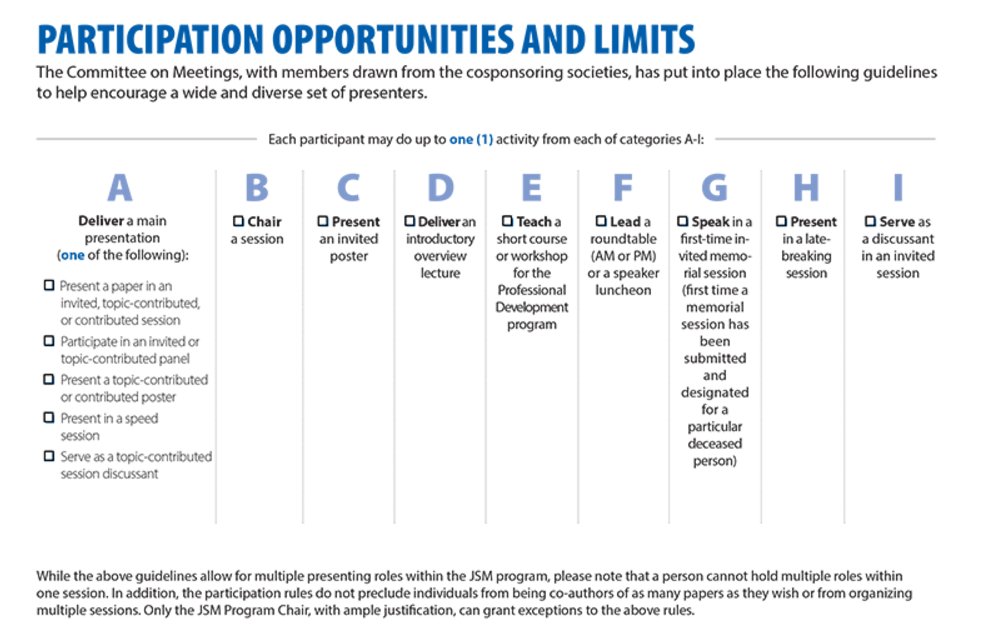 PARTICIPATION OPPORTUNITIES AND LIMITS
The Committee on Meetings, with members drawn from the cosponsoring societies, has put into place the following guidelines
to help encourage a wide and diverse set of presenters.
Each participant may do up to one (1) activity from each of categories A-I:
A
Deliver a main
presentation
(one of the following):
Present a paper in an
invited, topic-contributed,
or contributed session
Participate in an invited or
topic-contributed panel
Present a topic-contributed
or contributed poster
Present in a speed
session
Serve as a topic-contributed
session discussant
B
Chair
a session
C
Present
an invited
poster
D
Deliver an
introductory
overview
lecture
E
Teach a
short course
or workshop
for the
Professional
Development
program
F
Lead a
roundtable
(AM or PM)
or a speaker
luncheon
G
Speak in a
first-time in-
vited memo-
rial session
(first time a
memorial
session has
been
submitted
and
designated
for a
particular
deceased
person)
H
Present
in a late-
breaking
session
I
Serve as
a discussant
in an invited
session
While the above guidelines allow for multiple presenting roles within the JSM program, please note that a person cannot hold multiple roles within
one session. In addition, the participation rules do not preclude individuals from being co-authors of as many papers as they wish or from organizing
multiple sessions. Only the JSM Program Chair, with ample justification, can grant exceptions to the above rules.